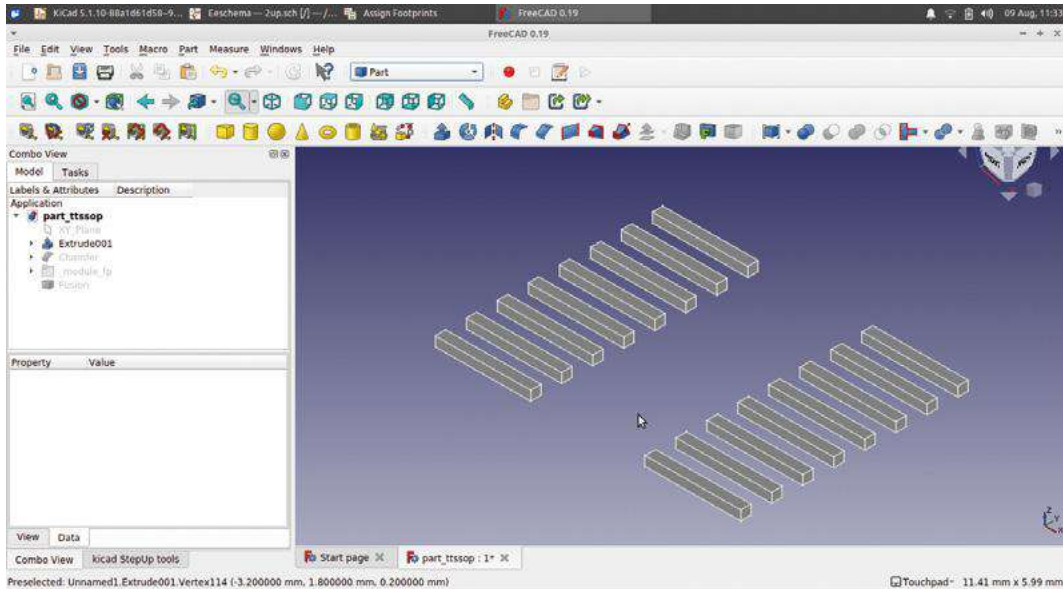 KiCad 5.1.10-88a1d61d58~9... Eeschema — 2up.sch [/] — /... Assign Footprints FreeCAD 0.19 09 Aug, 11:33
FreeCAD 0.19
File Edit View Tools Macro Part Measure Windows Help
Part
Combo View
Model Tasks
Labels & Attributes Description
Application
part_ttssop
XY_Plane
Extrude001
Chamfer
_module_fp
Fusion
Property Value
View Data
Combo View kicad StepUp tools
Start page part_ttssop : 1*
Z
Y
X
Preselected: Unnamed1.Extrude001.Vertex114 (-3.200000 mm, 1.800000 mm, 0.200000 mm) Touchpad 11.41 mm x 5.99 mm